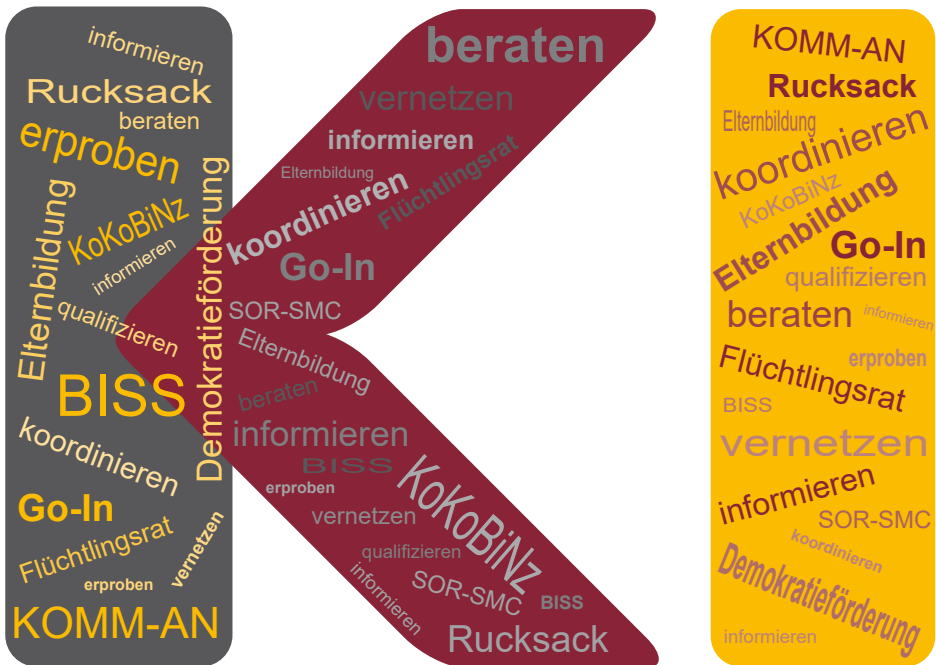 informieren
Rucksack
beraten
erproben
Elternbildung
KoKoBiNz
informieren
Demokratieförderung
qualifizieren
BISS
koordinieren
Go-In
Flüchtlingsrat
vernetzen
erproben
KOMM-AN
beraten
vernetzen
informieren
Elternbildung
Flüchtlingsrat
koordinieren
Go-In
SOR-SMC
Elternbildung
beraten
informieren
BISS
erproben
KoKoBiNz
vernetzen
qualifizieren
informieren
SOR-SMC
BISS
Rucksack
KOMM-AN
Rucksack
Elternbildung
koordinieren
KoKoBiNz
Elternbildung
Go-In
qualifizieren
beraten
informieren
erproben
Flüchtlingsrat
BISS
vernetzen
informieren
SOR-SMC
koordinieren
Demokratieförderung
informieren